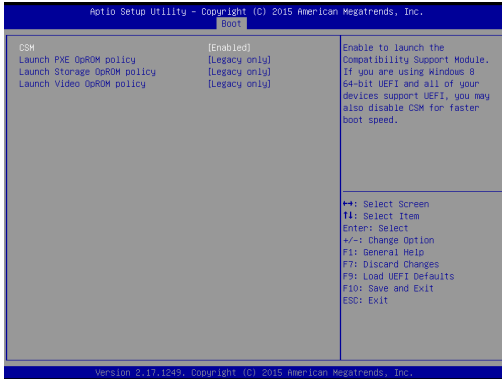 Aptio Setup Utility – Copyright (C) 2015 American Megatrends, Inc.
Boot
CSM [Enabled]
Launch PXE OpROM policy [Legacy only]
Launch Storage OpROM policy [Legacy only]
Launch Video OpROM policy [Legacy only]
Enable to launch the
Compatibility Support Module.
If you are using Windows 8
64-bit UEFI and all of your
devices support UEFI, you may
also disable CSM for faster
boot speed.
↔: Select Screen
↑↓: Select Item
Enter: Select
+/-: Change Option
F1: General Help
F7: Discard Changes
F9: Load UEFI Defaults
F10: Save and Exit
ESC: Exit
Version 2.17.1249. Copyright (C) 2015 American Megatrends, Inc.